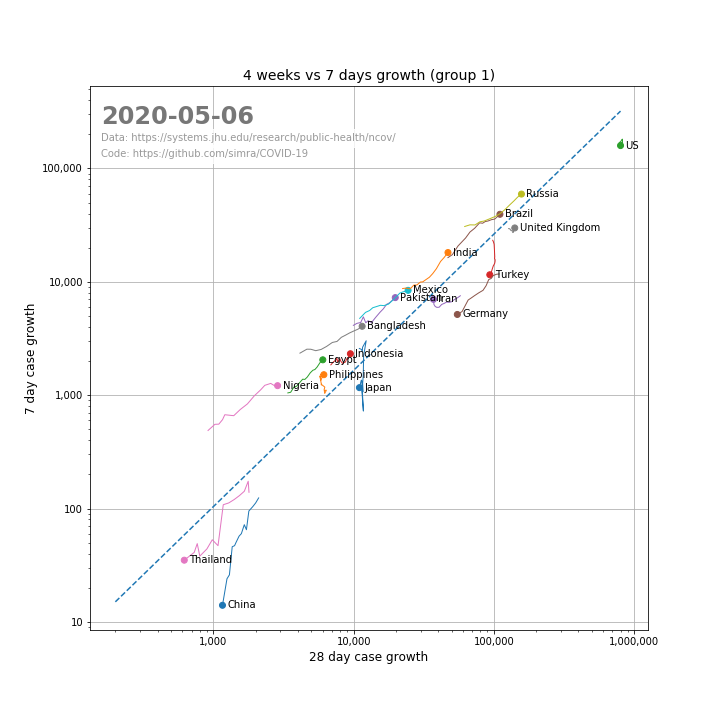 4 weeks vs 7 days growth (group 1)
2020-05-06
Data: https://systems.jhu.edu/research/public-health/ncov/
Code: https://github.com/simra/COVID-19
US
Russia
Brazil
United Kingdom
India
Turkey
Mexico
Pakistan
Iran
Germany
Bangladesh
Indonesia
Egypt
Philippines
Nigeria
Japan
Thailand
China
100,000
10,000
1,000
100
10
7 day case growth
1,000
10,000
100,000
1,000,000
28 day case growth